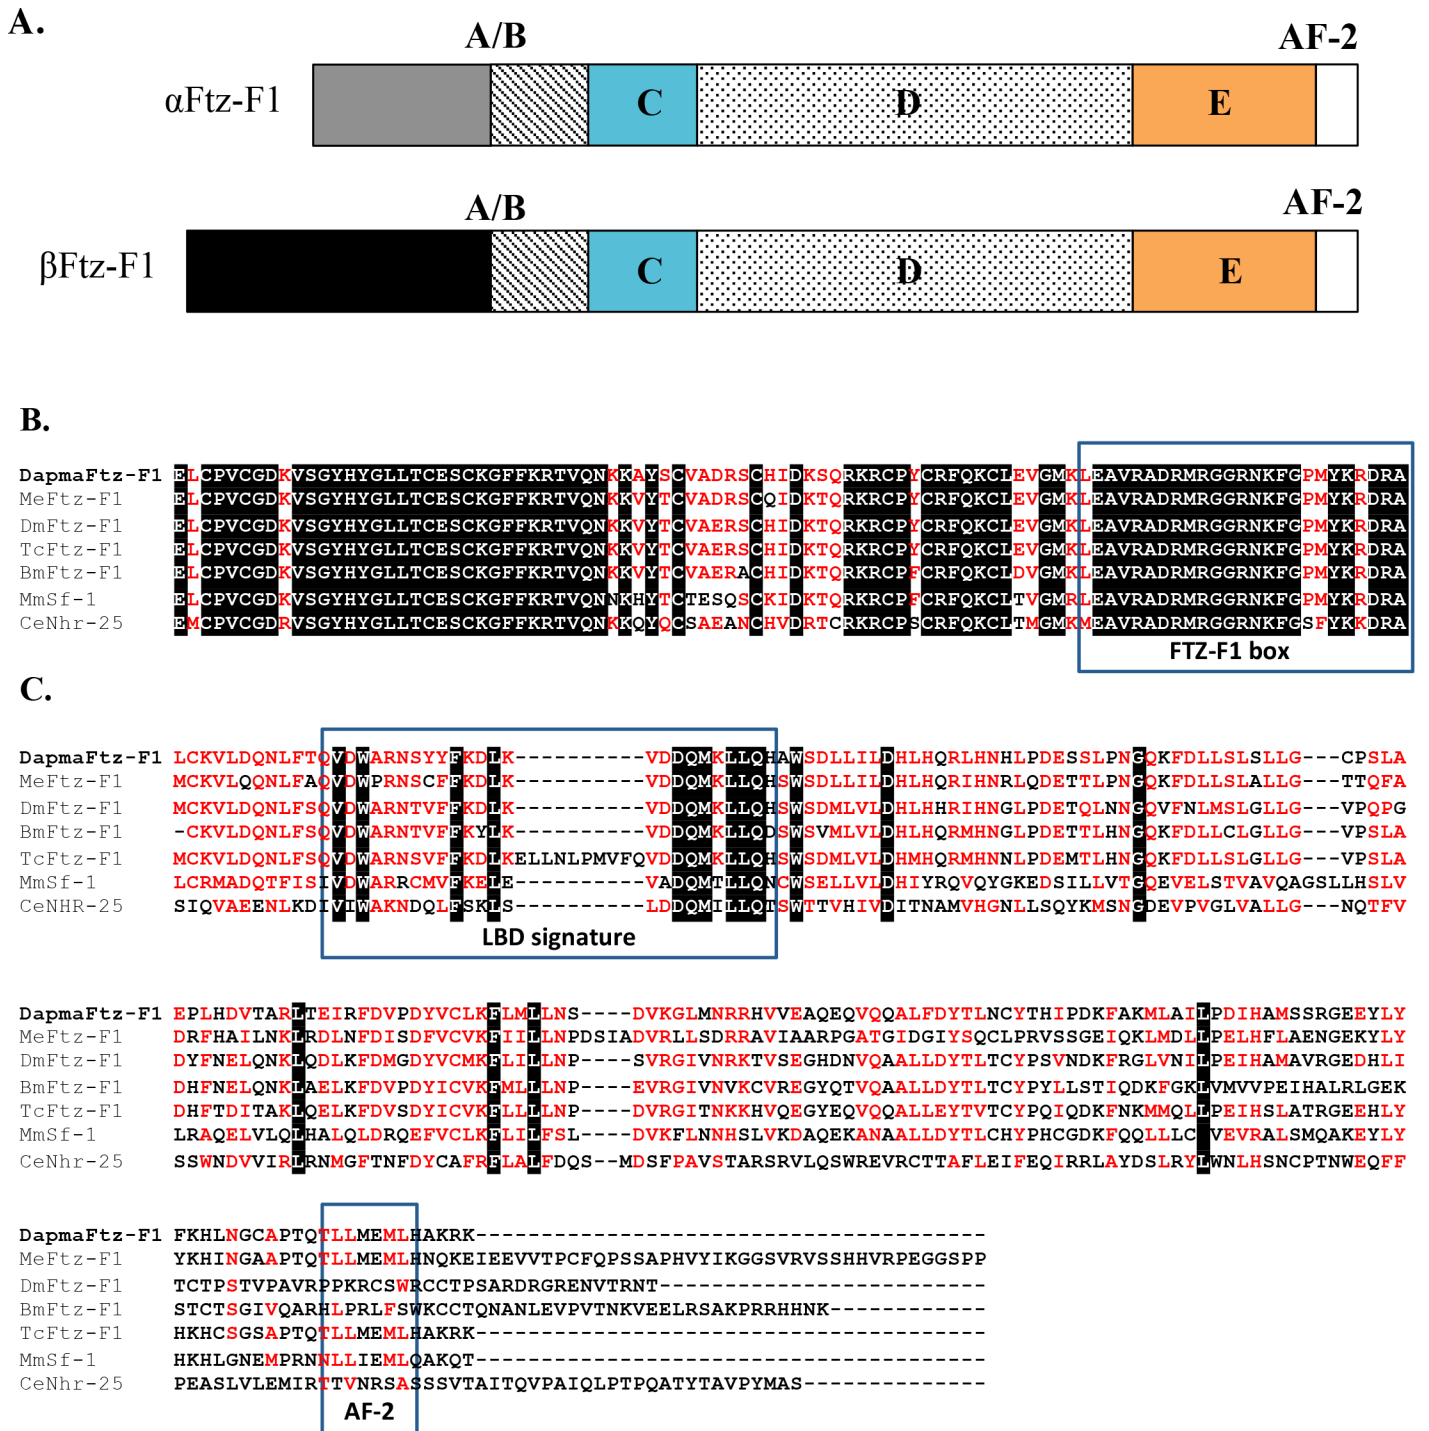 A.
A/B AF-2
αFtz-F1 C D E
A/B AF-2
βFtz-F1 C D E
B.
DapmaFtz-F1 ELCPVCGDKVSGYHYGLLTCESCKGFFKRTVQNKKAYSCVADRSCHIDKSQRKRCPYCRFQKCLEVGMKLEAVRADRMRGGRNKFGPMYKRDRA
MeFtz-F1 ELCPVCGDKVSGYHYGLLTCESCKGFFKRTVQNKKVYTCVAERSCQIDKTQRKRCPYCRFQKCLEVGMKLEAVRADRMRGGRNKFGPMYKRDRA
DmFtz-F1 ELCPVCGDKVSGYHYGLLTCESCKGFFKRTVQNKKVYTCVAERSCHIDKTQRKRCPYCRFQKCLEVGMKLEAVRADRMRGGRNKFGPMYKRDRA
TcFtz-F1 ELCPVCGDKVSGYHYGLLTCESCKGFFKRTVQNKKVYTCVAERSCHIDKTQRKRCPYCRFQKCLEVGMKLEAVRADRMRGGRNKFGPMYKRDRA
BmFtz-F1 ELCPVCGDKVSGYHYGLLTCESCKGFFKRTVQNKKVYTCVAERACHIDKTQRKRCPFCRFQKCLDVGMKLEAVRADRMRGGRNKFGPMYKRDRA
MmSf-1 ELCPVCGDKVSGYHYGLLTCESCKGFFKRTVQNNKHYTCTESQSCKIDKTQRKRCPFCRFQKCLTVGMRLEAVRADRMRGGRNKFGPMYKRDRA
CeNhr-25 EMCPVCGDRVSGYHYGLLTCESCKGFFKRTVQNKKQYQCSAEANCHVDRTCRKRCPSCRFQKCLTMGMKMEAVRADRMRGGRNKFGSFYKKDRA
FTZ-F1 box
C.
DapmaFtz-F1 LCKVLDQNLFTQVDWARNSYYFKDLK----------VDDQMKLLQHAWSDLLILDHLHQRLHNHLPDESSLPNGQKFDLLSLSLLG---CPSLA
MeFtz-F1 MCKVLQQNLFAQVDWPRNSCFFKDLK----------VDDQMKLLQHSWSDLLILDHLHQRIHNRLQDETTLPNGQKFDLLSLALLG---TTQFA
DmFtz-F1 MCKVLDQNLFSQVDWARNTVFFKDLK----------VDDQMKLLQHSWSDMLVLDHLHHRIHNGLPDETQLNNGQVFNLMSLGLLG---VPQPG
BmFtz-F1 -CKVLDQNLFSQVDWARNTVFFKYLK----------VDDQMKLLQDSWSVMLVLDHLHQRMHNGLPDETTLHNGQKFDLLCLGLLG---VPSLA
TcFtz-F1 MCKVLDQNLFSQVDWARNSVFFKDLKELLNLPMVFQVDDQMKLLQHSWSDMLVLDHMHQRMHNNLPDEMTLHNGQKFDLLSLGLLG---VPSLA
MmSf-1 LCRMADQTFISIVDWARRCMVFKELE----------VADQMTLLQNCWSELLVLDHIYRQVQYGKEDSILLVTGQEVELSTVAVQAGSLLHSLV
CeNHR-25 SIQVAEENLKDIVIWAKNDQLFSKLS----------LDDQMILLQTSWTTVHIVDITNAMVHGNLLSQYKMSNGDEVPVGLVALLG---NQTFV
LBD signature
DapmaFtz-F1 EPLHDVTARLTEIRFDVPDYVCLKFLMLLNS----DVKGLMNRRHVVEAQEQVQQALFDYTLNCYTHIPDKFAKMLAILPDIHAMSSRGEEYLY
MeFtz-F1 DRFHAILNKLRDLNFDISDFVCVKFIILLNPDSIADVRLLSDRRAVIAARPGATGIDGIYSQCLPRVSSGEIQKLMDLLPELHFLAENGEKYLY
DmFtz-F1 DYFNELQNKLQDLKFDMGDYVCMKFLILLNP----SVRGIVNRKTVSEGHDNVQAALLDYTLTCYPSVNDKFRGLVNILPEIHAMAVRGEDHLI
BmFtz-F1 DHFNELQNKLAELKFDVPDYICVKFMLLLNP----EVRGIVNVKCVREGYQTVQAALLDYTLTCYPYLLSTIQDKFGKLVMVVPEIHALRLGEK
TcFtz-F1 DHFTDITAKLQELKFDVSDYICVKFLLLLNP----DVRGITNKKHVQEGYEQVQQALLEYTVTCYPQIQDKFNKMMQLLPEIHSLATRGEEHLY
MmSf-1 LRAQELVLQLHALQLDRQEFVCLKFLILFSL----DVKFLNNHSLVKDAQEKANAALLDYTLCHYPHCGDKFQQLLLC VEVRALSMQAKEYLY
CeNhr-25 SSWNDVVIRLRNMGFTNFDYCAFRFLALFDQS--MDSFPAVSTARSRVLQSWREVRCTTAFLEIFEQIRRLAYDSLRYLWNLHSNCPTNWEQFF
DapmaFtz-F1 FKHLNGCAPTQTLLMEMLHAKRK---------------------------------------
MeFtz-F1 YKHINGAAPTQTLLMEMLHNQKEIEEVVTPCFQPSSAPHVYIKGGSVRVSSHHVRPEGGSPP
DmFtz-F1 TCTPSTVPAVRPPKRCSWRCCTPSARDRGRENVTRNT-------------------------
BmFtz-F1 STCTSGIVQARHLPRLFSWKCCTQNANLEVPVTNKVEELRSAKPRRHHNK------------
TcFtz-F1 HKHCSGSAPTQTLLMEMLHAKRK---------------------------------------
MmSf-1 HKHLGNEMPRNNLLIEMLQAKQT---------------------------------------
CeNhr-25 PEASLVLEMIRTTVNRSASSSVTAITQVPAIQLPTPQATYTAVPYMAS--------------
AF-2